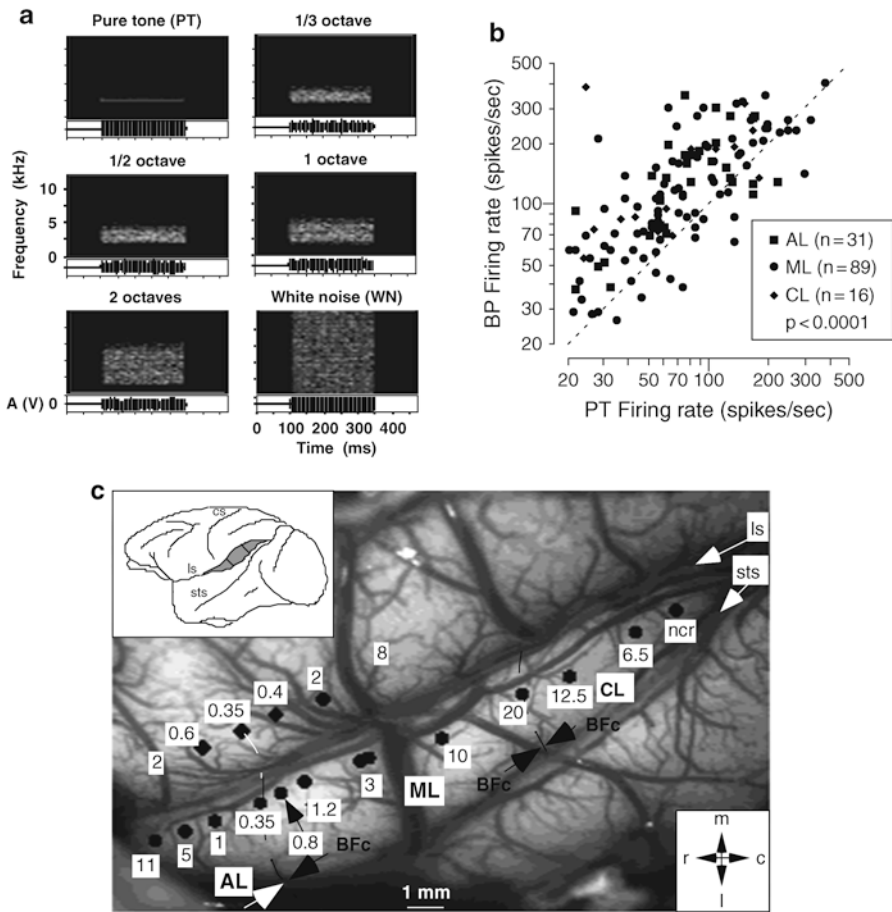 a
Pure tone (PT)
1/3 octave
1/2 octave
1 octave
2 octaves
White noise (WN)
Frequency (kHz)
10
5
0
A (V) 0
0 100 200 300 400
0 100 200 300 400
Time (ms)
b
BP Firing rate (spikes/sec)
500
300
200
100
70
50
30
20
20 30 50 70 100 200 300 500
PT Firing rate (spikes/sec)
AL (n=31)
ML (n=89)
CL (n=16)
p<0.0001
c
cs
ls
sts
ls
sts
8
ncr
6.5
2
0.4
CL
12.5
0.35
20
0.6
BFc
10
2
BFc
3
ML
1.2
0.35
1
0.8
BFc
5
11
AL
1 mm
m
r
c
l